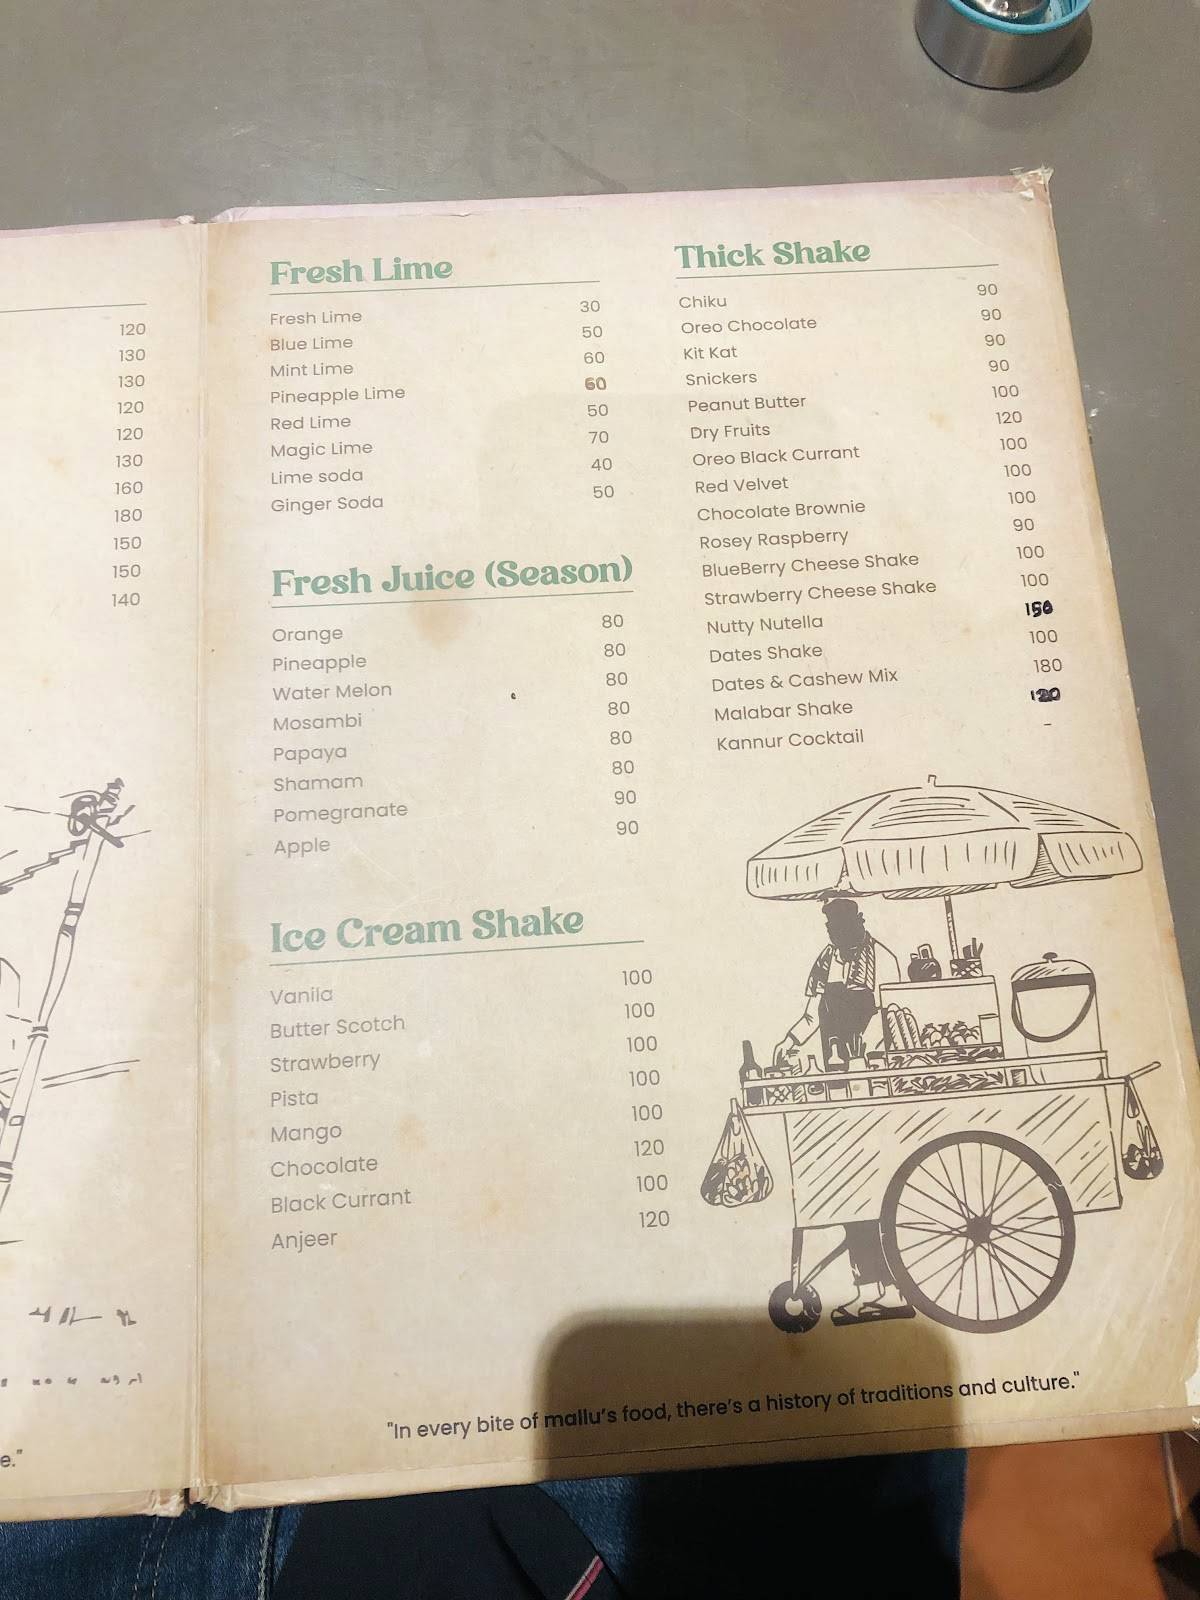 120
130
130
120
120
130
160
180
150
150
140
e."
Fresh Lime
Fresh Lime 30
Blue Lime 50
Mint Lime 60
Pineapple Lime 60
Red Lime 50
Magic Lime 70
Lime soda 40
Ginger Soda 50
Fresh Juice (Season)
Orange 80
Pineapple 80
Water Melon 80
Mosambi 80
Papaya 80
Shamam 80
Pomegranate 90
Apple 90
Ice Cream Shake
Vanila 100
Butter Scotch 100
Strawberry 100
Pista 100
Mango 100
Chocolate 120
Black Currant 100
Anjeer 120
Thick Shake
Chiku 90
Oreo Chocolate 90
Kit Kat 90
Snickers 90
Peanut Butter 100
Dry Fruits 120
Oreo Black Currant 100
Red Velvet 100
Chocolate Brownie 100
Rosey Raspberry 90
BlueBerry Cheese Shake 100
Strawberry Cheese Shake 100
Nutty Nutella 150
Dates Shake 100
Dates & Cashew Mix 180
Malabar Shake 120
Kannur Cocktail -
"In every bite of mallu's food, there's a history of traditions and culture."